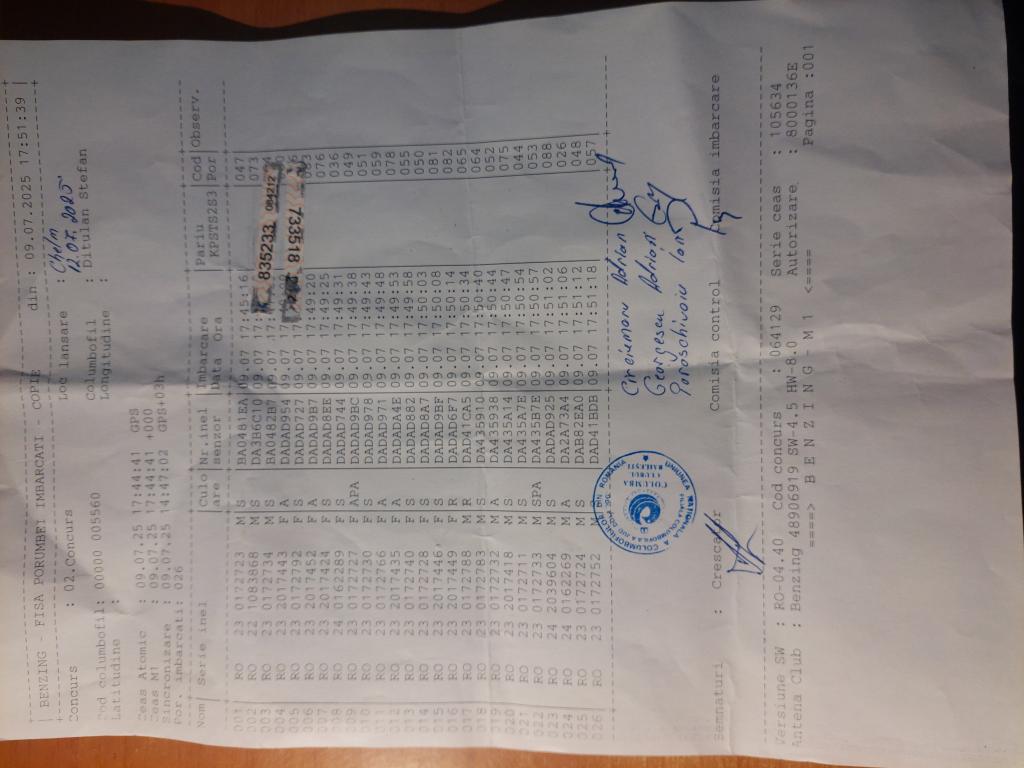 BENZING - FISA PORUMBEI IMBARCATI - COPIE din : 09.07.2025 17:51:39
Concurs : 02.Concurs Loc lansare : Chelm
12.07.2025
Cod columbofil: 00000 005560 Columbofil : Ditulan Stefan
Latitudine : Longitudine :
Ceas Atomic : 09.07.25 17:44:41 GPS
Ceas M1 : 09.07.25 17:44:41 +000
Sincronizare : 09.07.25 14:47:02 GPS+03h
Por. imbarcati: 026
Nom| Serie inel |M Culo Nr.inel Imbarcare Pariu Cod Observ.
are senzor Data Ora KPSTS2S3 Por
001 RO 23 0172723 M S BA0481EA 09.07 17:45:16 047
002 RO 22 1083668 M S DA3B6C10 09.07 073
003 RO 23 0172734 M S BA0482B7 09.07
004 RO 23 2017443 F A DADAD954 09.07
005 RO 23 0172792 F S DADAD727 09.07
006 RO 23 2017452 F A DADAD9B7 09.07 17:49:20
007 RO 23 2017424 F S DADAD8EE 09.07 17:49:25 076
008 RO 24 0162289 F S DADAD744 09.07 17:49:31 036
009 RO 23 0172727 F APA DADAD9BC 09.07 17:49:38 049
010 RO 23 0172730 F S DADAD978 09.07 17:49:43 051
011 RO 23 0172766 F A DADAD971 09.07 17:49:48 059
012 RO 23 2017435 F A DADADA4E 09.07 17:49:53 078
013 RO 23 0172740 F S DADAD882 09.07 17:49:58 055
014 RO 23 0172728 F S DADAD8A7 09.07 17:50:03 050
015 RO 23 2017446 F S DADAD9BF 09.07 17:50:08 081
016 RO 23 2017449 F R DADAD6F7 09.07 17:50:14 082
017 RO 23 0172788 M R DAD41CA5 09.07 17:50:34 065
018 RO 23 0172783 M S DA435910 09.07 17:50:40 064
019 RO 23 0172732 M A DA435938 09.07 17:50:44 052
020 RO 23 2017418 M S DA435A14 09.07 17:50:47 075
021 RO 23 0172711 M S DA435A7E 09.07 17:50:54 044
022 RO 23 0172733 M SPA DA435B7E 09.07 17:50:57 053
023 RO 24 2039604 M S DADAD925 09.07 17:51:02 088
024 RO 24 0162269 M A DA2A73A4 09.07 17:51:06 026
025 RO 23 0172724 M S DAB82EA0 09.07 17:51:12 048
026 RO 23 0172752 DAD41BDB 09.07 17:51:18 057
835233 084212
733518
Adrian
Georgescu Adrian
Paraschivoiu Ion
UNIUNEA NATIONALA A COLUMBOFILILOR DIN ROMANIA
COLUMBA
CLUBUL
BAILESTI
Semnaturi : Crescator Comisia control Comisia imbarcare
Versiune SW : RO-04.40 Cod concurs : 064129 Serie ceas : 105634
Antena Club : Benzing 48906919 SW-4.5 HW-8.0 Autorizare : 8000136E
====> B E N Z I N G - M 1 <==== Pagina :001